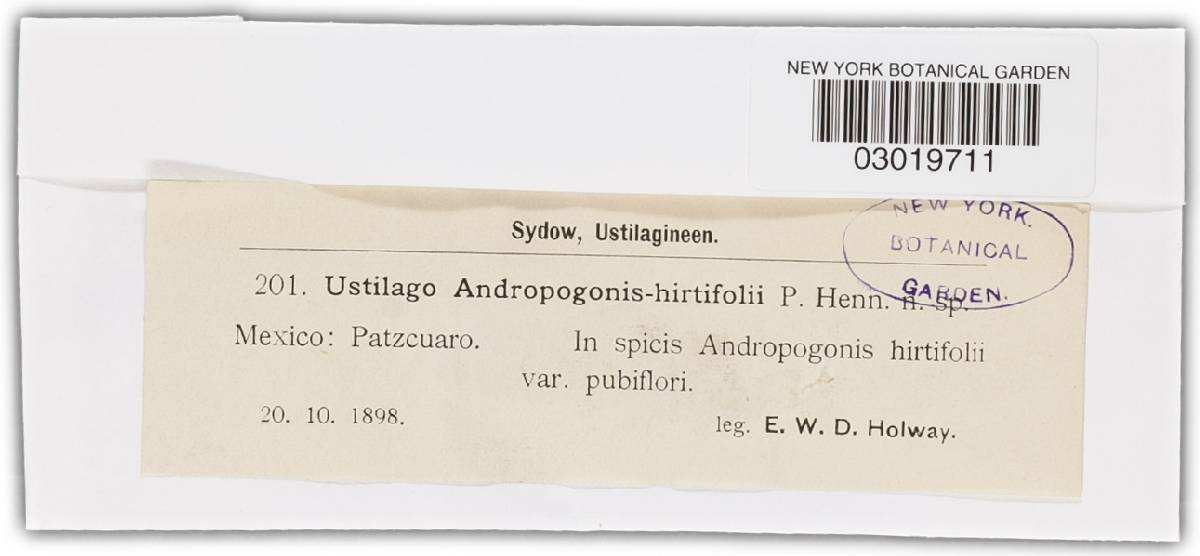 NEW YORK BOTANICAL GARDEN
03019711
NEW YORK.
BOTANICAL
GARDEN.
Sydow, Ustilagineen.
201. Ustilago Andropogonis-hirtifolii P. Henn. n. sp.
Mexico: Patzcuaro. In spicis Andropogonis hirtifolii
var. pubiflori.
20. 10. 1898. leg. E. W. D. Holway.